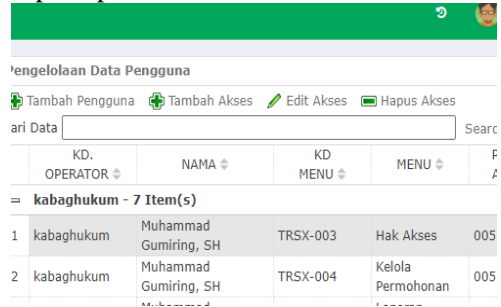 Pengelolaan Data Pengguna
Tambah Pengguna Tambah Akses Edit Akses Hapus Akses
Data
KD. OPERATOR NAMA KD MENU MENU
kabaghukum - 7 Item(s)
1 kabaghukum Muhammad Gumiring, SH TRSX-003 Hak Akses 005
2 kabaghukum Muhammad Gumiring, SH TRSX-004 Kelola Permohonan 005